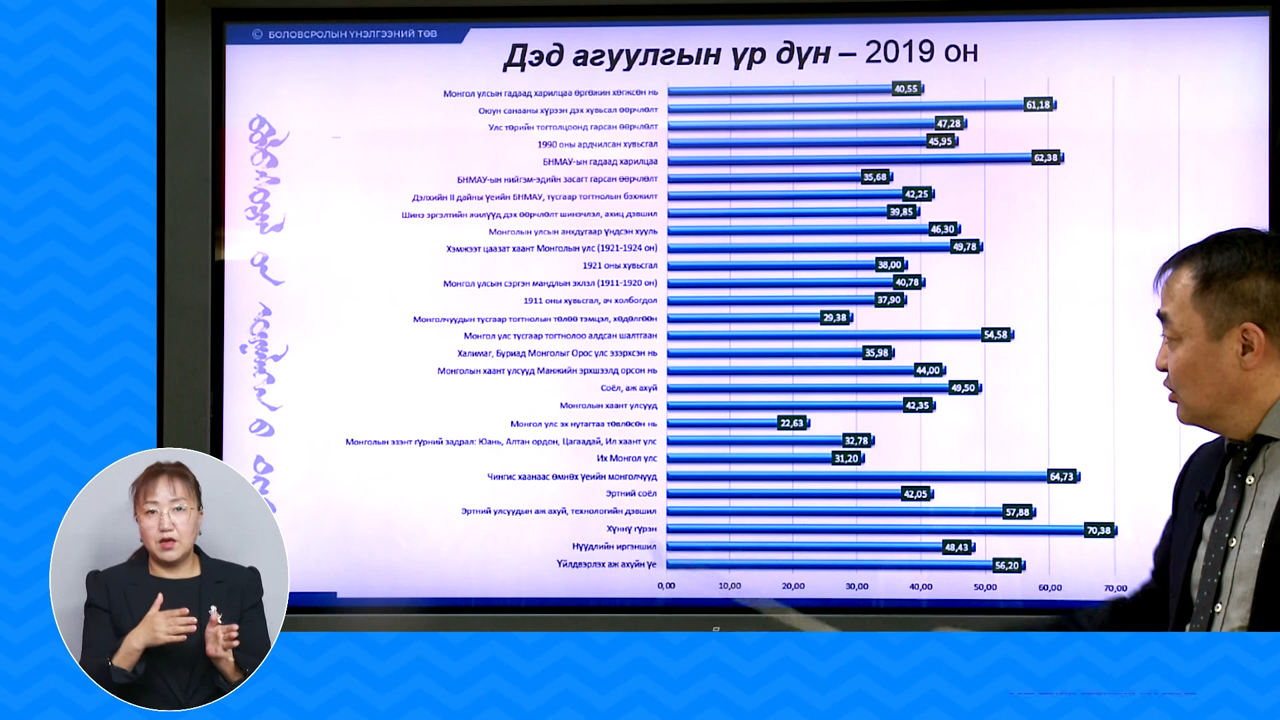 © БОЛОВСРОЛЫН ҮНЭЛГЭЭНИЙ ТӨВ
Дэд агуулгын үр дүн – 2019 он
Монгол улсын гадаад харилцаа өргөжин хөгжсөн нь 40,55
Оюун санааны хүрээн дэх хувьсал өөрчлөлт 61,18
Улс төрийн тогтолцоонд гарсан өөрчлөлт 47,28
1990 оны ардчилсан хувьсгал 45,95
БНМАУ-ын гадаад харилцаа 62,38
БНМАУ-ын нийгэм-эдийн засагт гарсан өөрчлөлт 35,68
Дэлхийн II дайны үеийн БНМАУ, тусгаар тогтнолын бэхжилт 42,25
Шинэ эргэлтийн жилүүд дэх өөрчлөлт шинэчлэл, ахиц дэвшил 39,85
Монголын улсын анхдугаар үндсэн хууль 46,30
Хэмжээт цаазат хаант Монголын улс (1921-1924 он) 49,78
1921 оны хувьсгал 38,00
Монгол улсын сэргэн мандлын эхлэл (1911-1920 он) 40,78
1911 оны хувьсгал, ач холбогдол 37,90
Монголчуудын тусгаар тогтнолын төлөө тэмцэл, хөдөлгөөн 29,38
Монгол улс тусгаар тогтнолоо алдсан шалтгаан 54,58
Халимаг, Буриад Монголыг Орос улс эзэрхсэн нь 35,98
Монголын хаант улсууд Манжийн эрхшээлд орсон нь 44,00
Соёл, аж ахуй 49,50
Монголын хаант улсууд 42,35
Монгол улс эх нутагтаа төвлөсөн нь 22,63
Монголын эзэнт гүрний задрал: Юань, Алтан ордон, Цагаадай, Ил хаант улс 32,78
Их Монгол улс 31,20
Чингис хаанаас өмнөх үеийн монголчууд 64,73
Эртний соёл 42,05
Эртний улсуудын аж ахуй, технологийн дэвшил 57,88
Хүннү гүрэн 70,38
Нүүдлийн иргэншил 48,43
Үйлдвэрлэх аж ахуйн үе 56,20
0,00 10,00 20,00 30,00 40,00 50,00 60,00 70,00